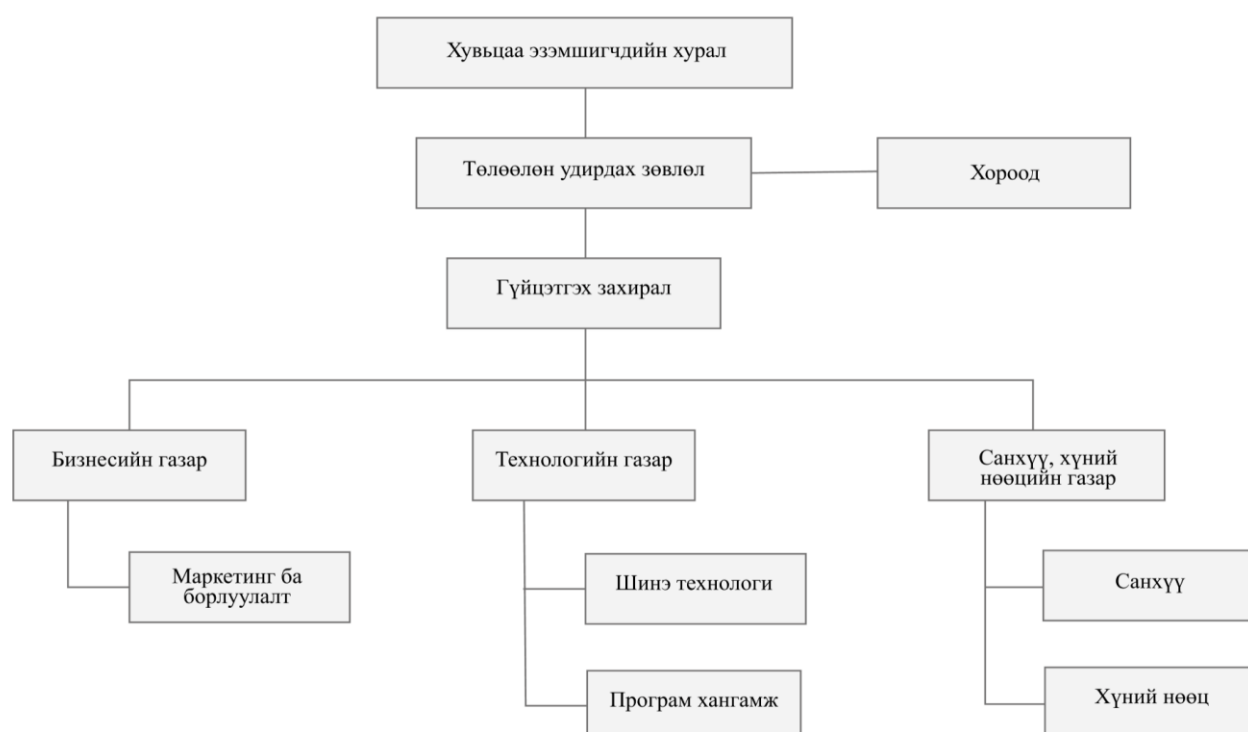 Хувьцаа эзэмшигчдийн хурал
Төлөөлөн удирдах зөвлөл
Хороод
Гүйцэтгэх захирал
Бизнесийн газар
Технологийн газар
Санхүү, хүний
нөөцийн газар
Маркетинг ба
борлуулалт
Шинэ технологи
Санхүү
Програм хангамж
Хүний нөөц